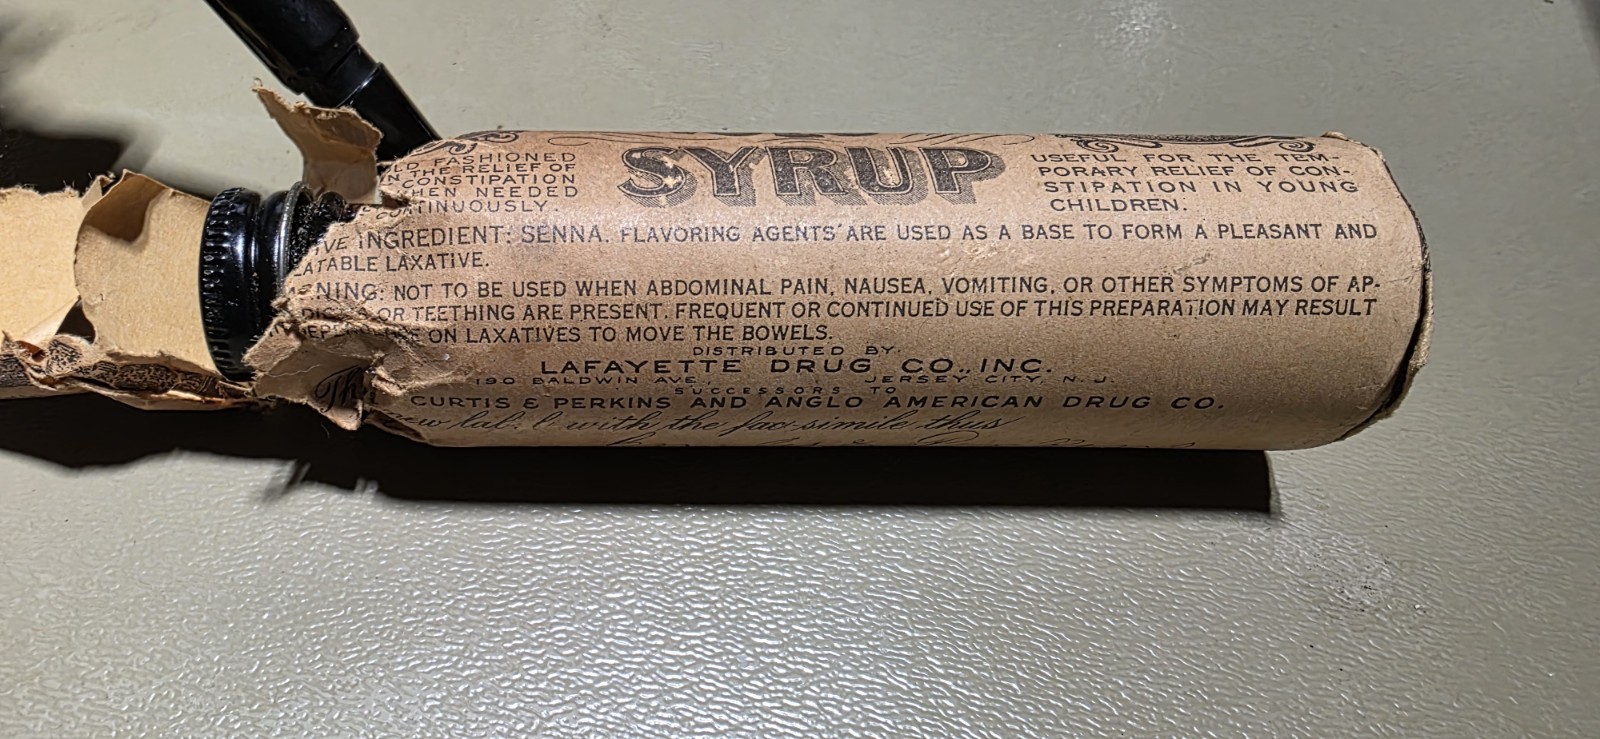 FASHIONED
THE RELIEF OF
CONSTIPATION
WHEN NEEDED
CONTINUOUSLY.
SYRUP
USEFUL FOR THE TEM-
PORARY RELIEF OF CON-
STIPATION IN YOUNG
CHILDREN.
IVE INGREDIENT: SENNA. FLAVORING AGENTS ARE USED AS A BASE TO FORM A PLEASANT AND
LATABLE LAXATIVE.
NING: NOT TO BE USED WHEN ABDOMINAL PAIN, NAUSEA, VOMITING, OR OTHER SYMPTOMS OF AP-
OR TEETHING ARE PRESENT. FREQUENT OR CONTINUED USE OF THIS PREPARATION MAY RESULT
ON LAXATIVES TO MOVE THE BOWELS.
DISTRIBUTED BY.
LAFAYETTE DRUG CO., INC.
190 BALDWIN AVE., JERSEY CITY, N. J.
SUCCESSORS TO
CURTIS & PERKINS AND ANGLO AMERICAN DRUG CO.
with the fac-simile thus